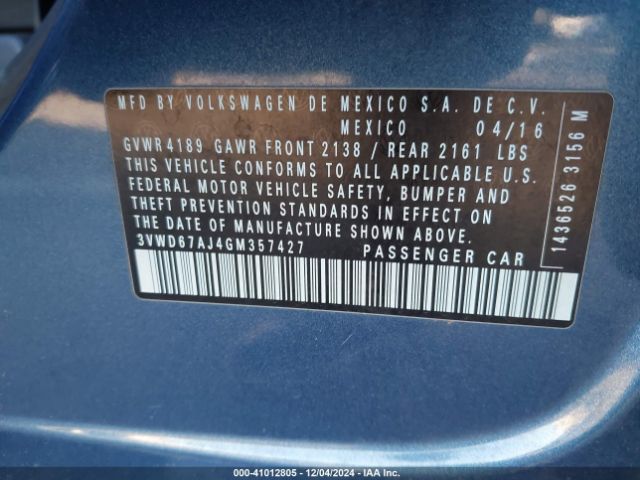 MFD BY VOLKSWAGEN DE MEXICO S.A. DE C.V.
MEXICO 04/16
GVWR 4189 GAWR FRONT 2138 / REAR 2161 LBS
THIS VEHICLE CONFORMS TO ALL APPLICABLE U.S.
FEDERAL MOTOR VEHICLE SAFETY, BUMPER AND
THEFT PREVENTION STANDARDS IN EFFECT ON
THE DATE OF MANUFACTURE SHOWN ABOVE.
3VWD67AJ4GM357427 PASSENGER CAR
1436526 3156 M
000-41012805 - 12/04/2024 - IAA Inc.